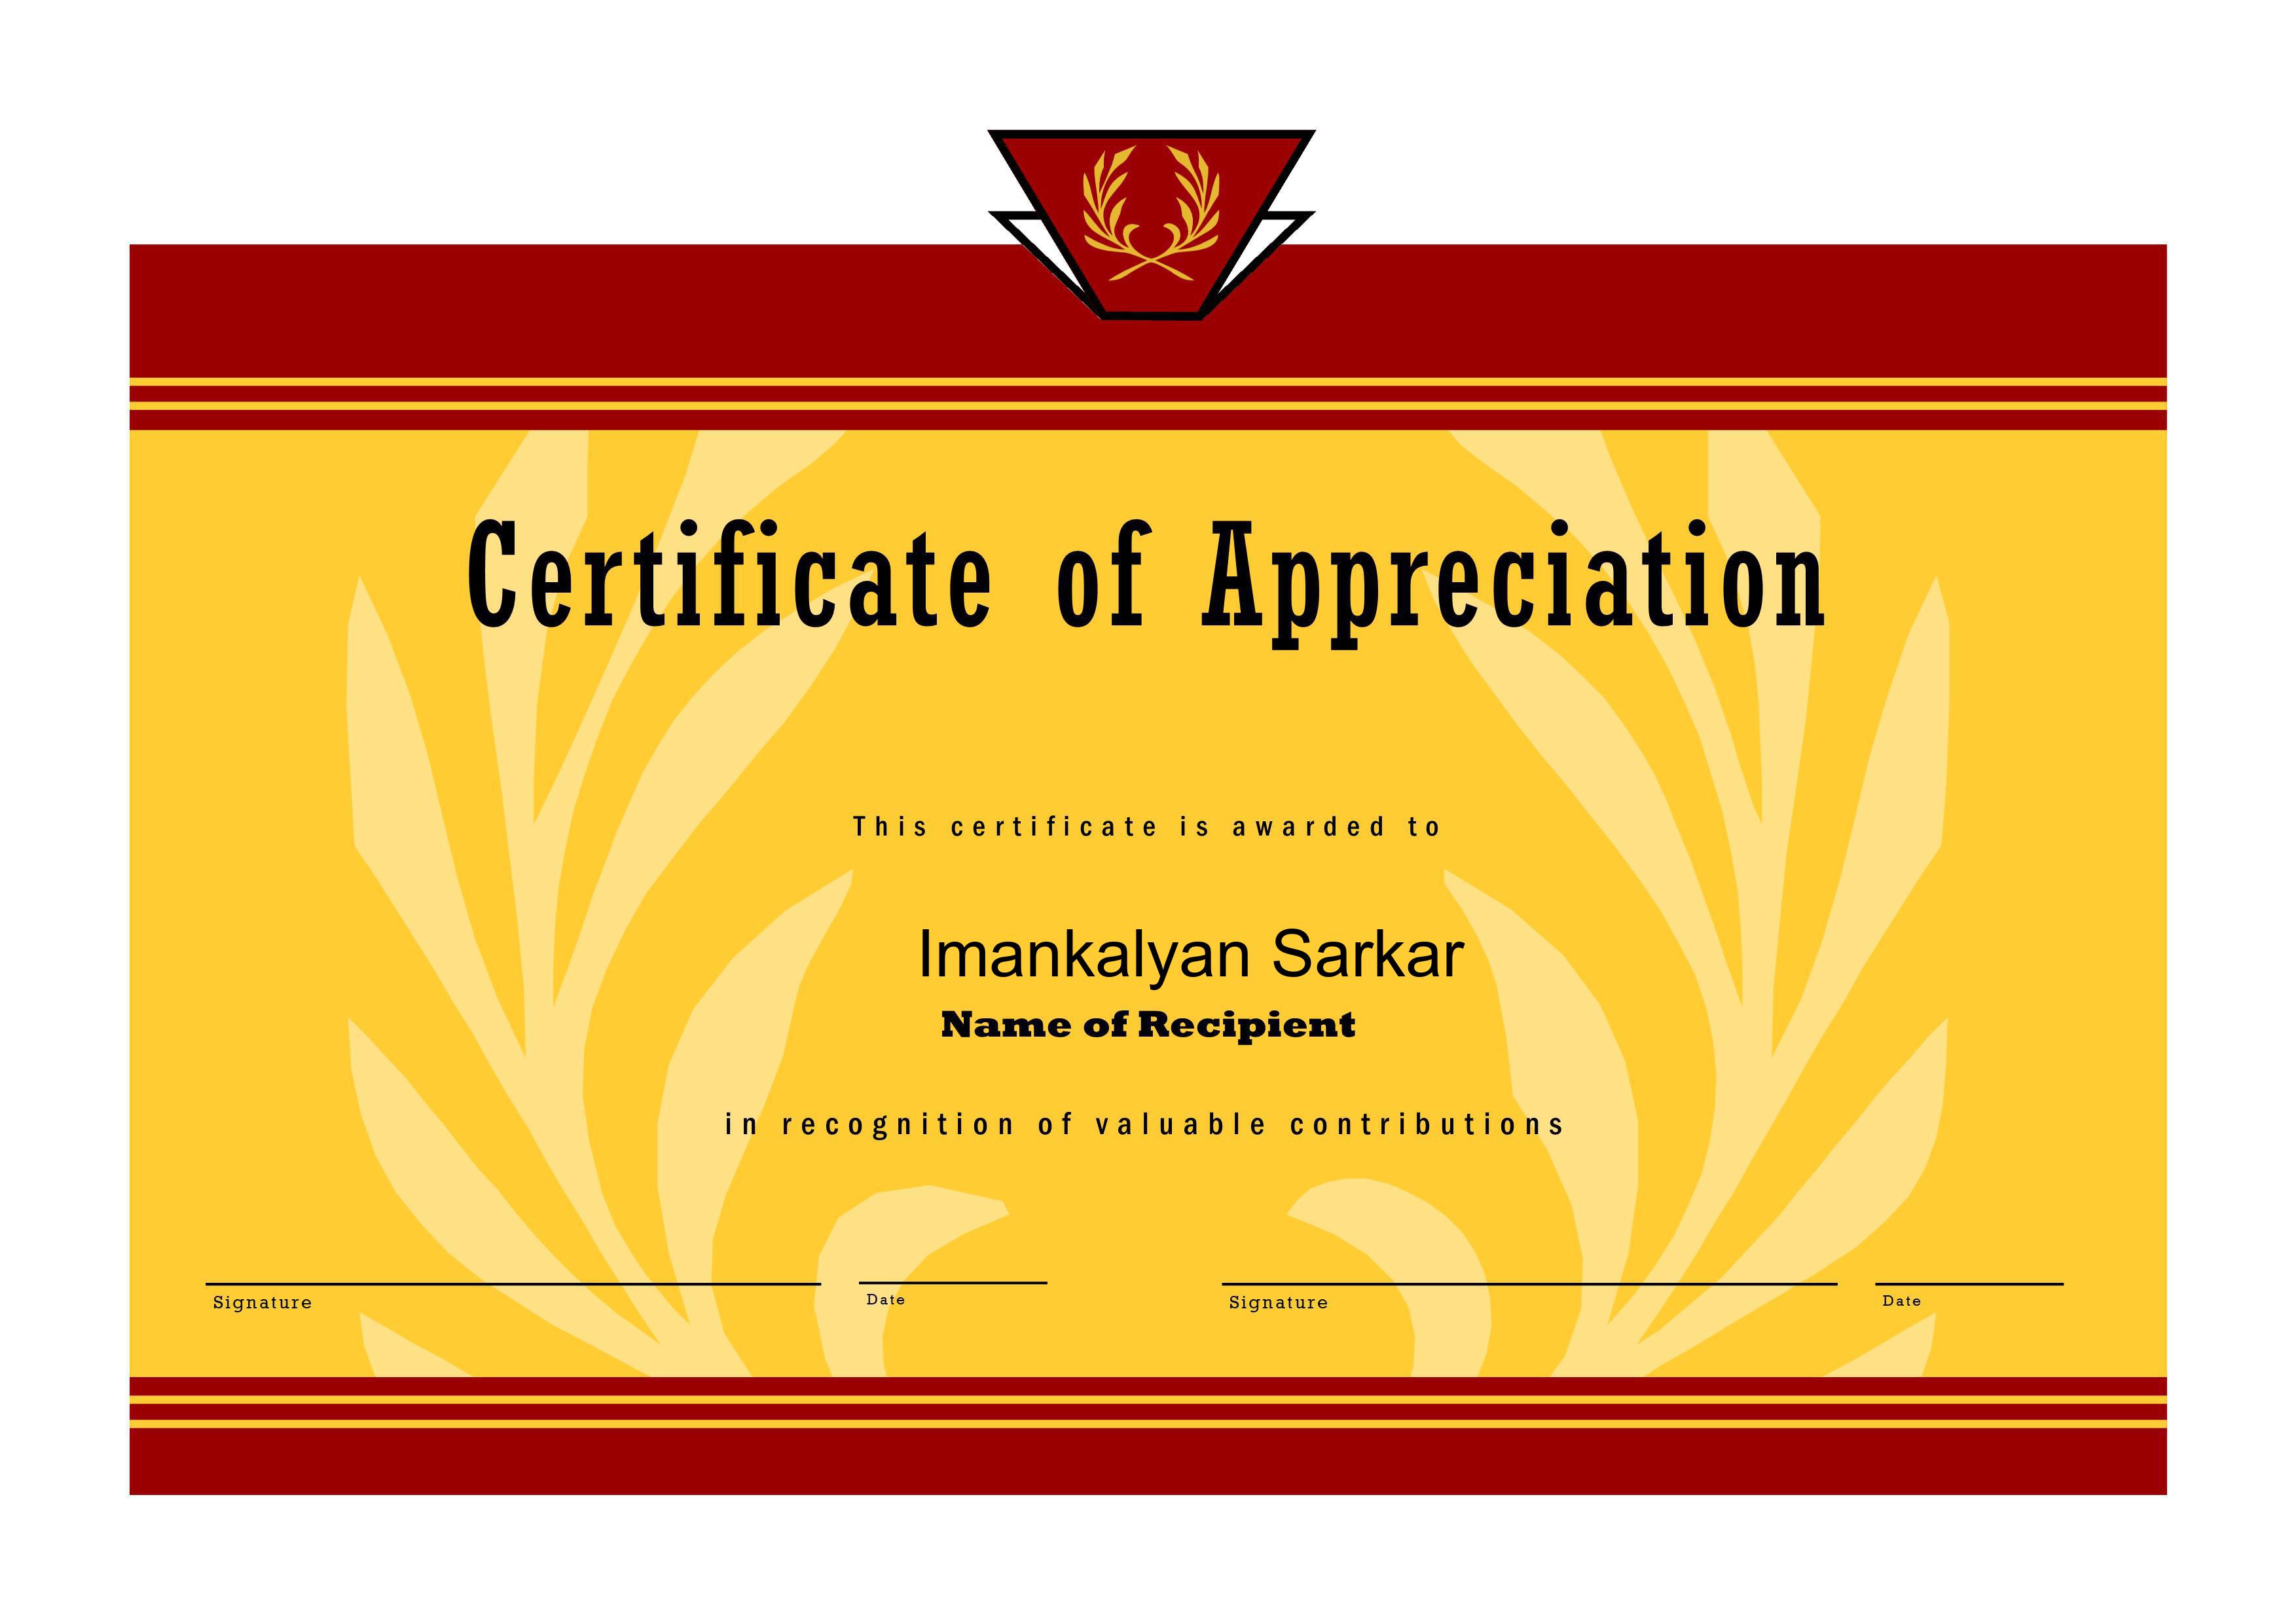 Certificate of Appreciation
This certificate is awarded to
Imankalyan Sarkar
Name of Recipient
in recognition of valuable contributions
Signature Date Signature Date